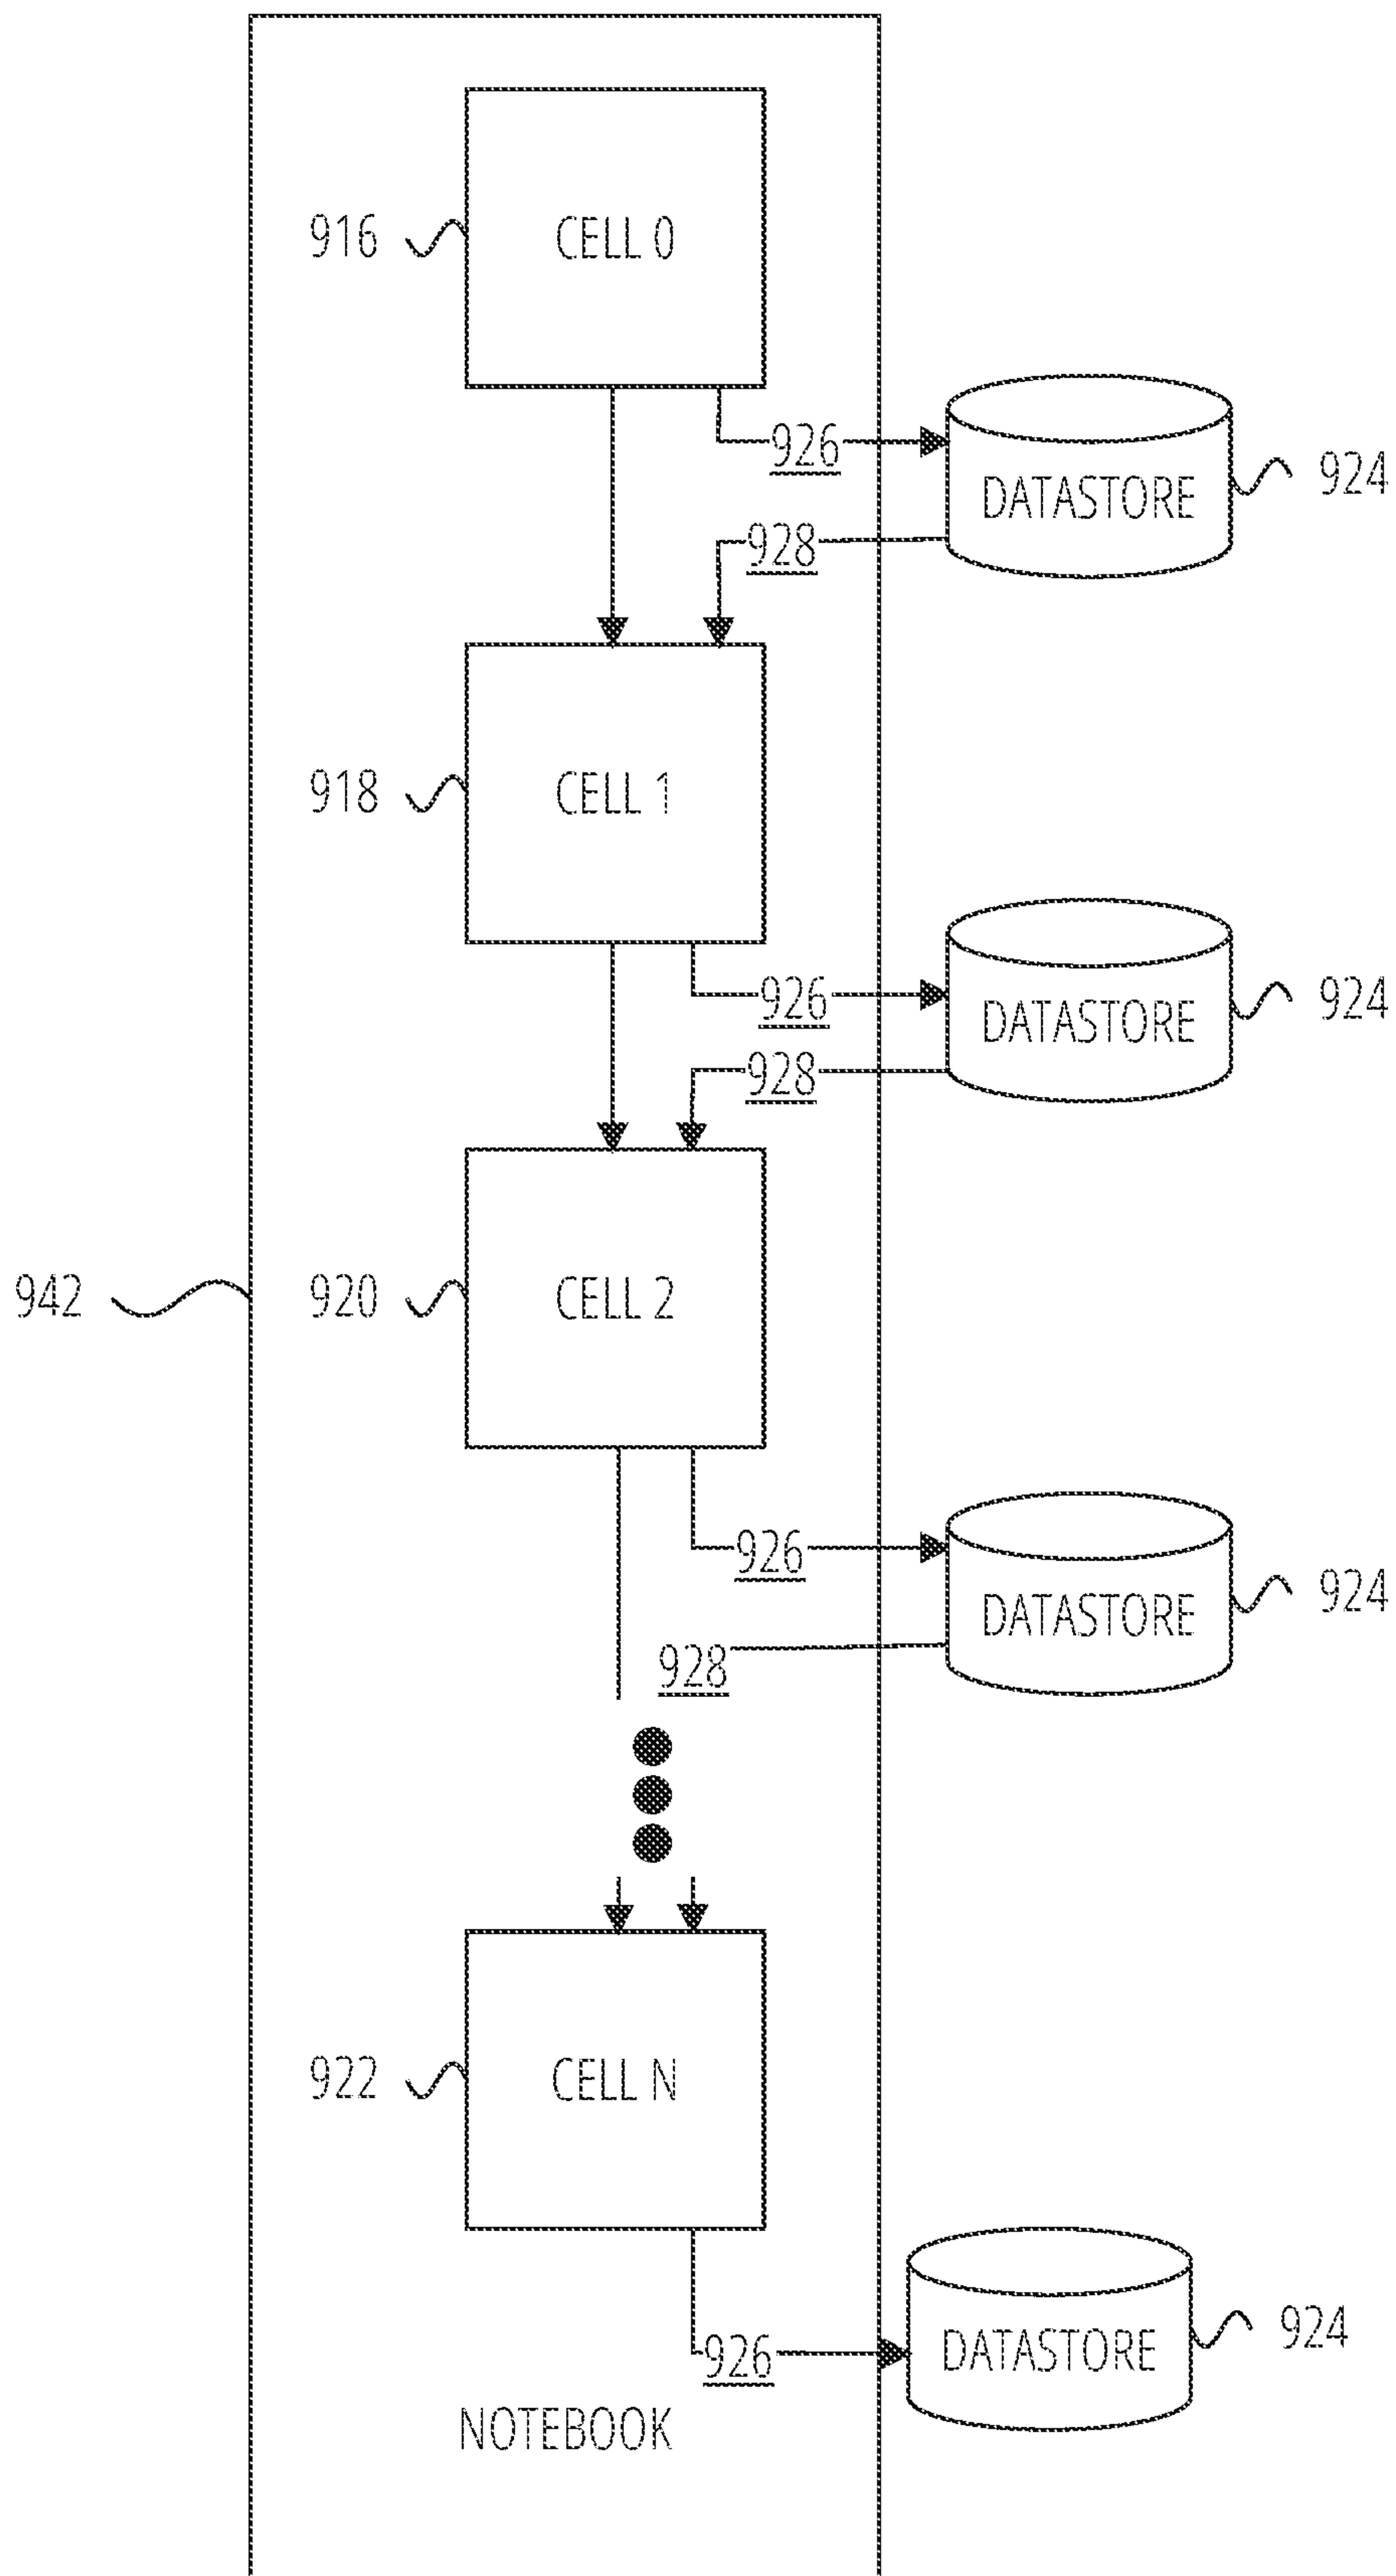 916
CELL 0
926
DATASTORE
924
928
918
CELL 1
926
DATASTORE
924
928
942
920
CELL 2
926
DATASTORE
924
928
922
CELL N
926
DATASTORE
924
NOTEBOOK